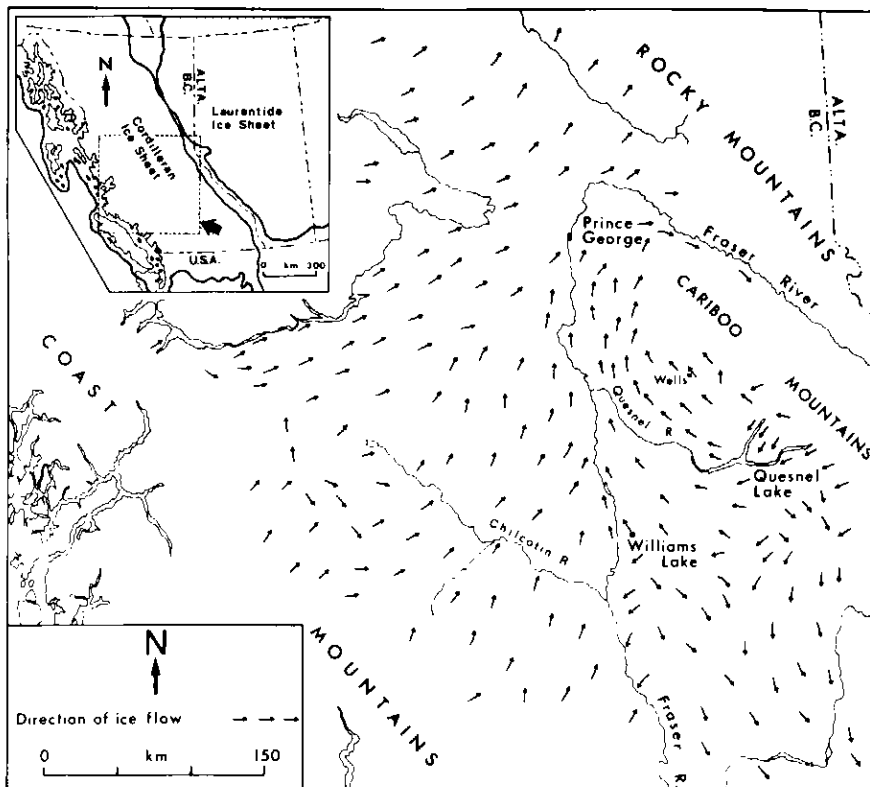 N
ALTA.
B.C.
Laurentide
Ice Sheet
Cordilleran
Ice Sheet
U.S.A.
0 km 300
ROCKY MOUNTAINS
ALTA.
B.C.
Prince
George
Fraser
River
CARIBOO
MOUNTAINS
Wells
Quesnel R.
Quesnel
Lake
COAST
MOUNTAINS
Chilcotin R.
Williams
Lake
Fraser R.
N
Direction of ice flow
0 km 150